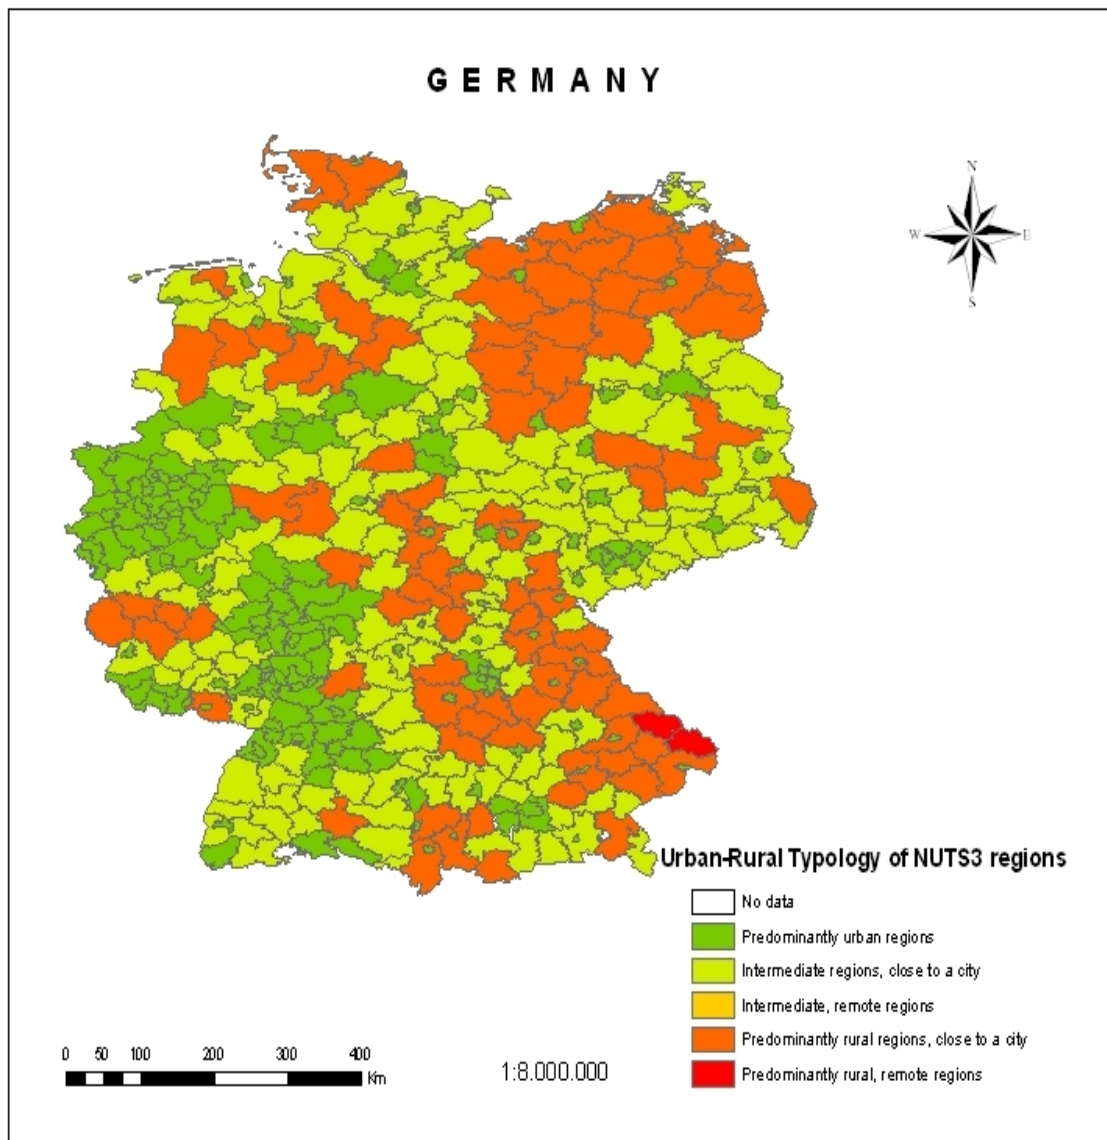 G E R M A N Y
N
W E
S
Urban-Rural Typology of NUTS3 regions
No data
Predominantly urban regions
Intermediate regions, close to a city
Intermediate, remote regions
Predominantly rural regions, close to a city
Predominantly rural, remote regions
0 50 100 200 300 400
Km
1:8.000.000